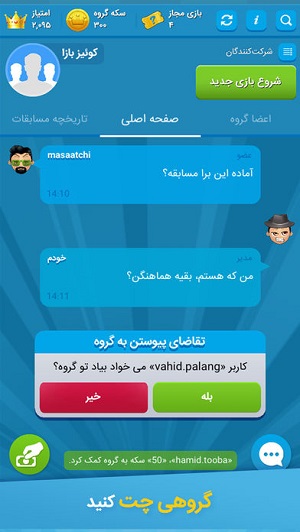 بازی مجاز
۴
سکه گروه
۳۰۰
امتیاز
۲,۰۹۵
شرکت‌کنندگان
کوئیز بازا
شروع بازی جدید
اعضا گروه
صفحه اصلی
تاریخچه مسابقات
عضو
masaatchi
آماده این برا مسابقه؟
14:10
مدیر
خودم
من که هستم، بقیه هماهنگن؟
14:11
تقاضای پیوستن به گروه
کاربر «vahid.palang» می خواد بیاد تو گروه؟
بله
خیر
«hamid.tooba»، «50» سکه به گروه کمک کرد.
گروهی چت کنید